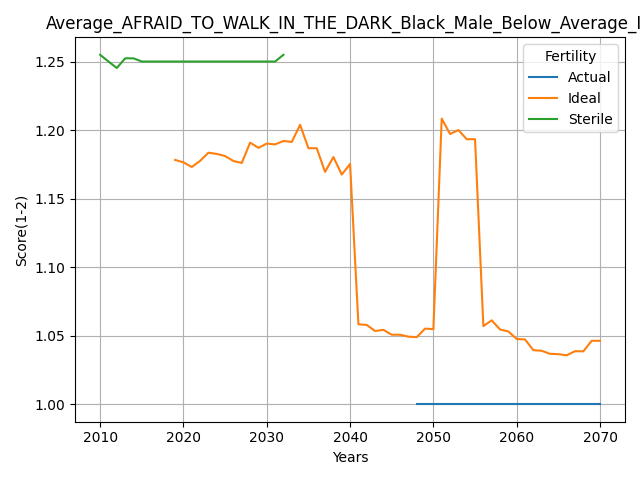 Average_AFRAID_TO_WALK_IN_THE_DARK_Black_Male_Below_Average_I
Fertility
Actual
Ideal
Sterile
Score(1-2)
1.25
1.20
1.15
1.10
1.05
1.00
2010 2020 2030 2040 2050 2060 2070
Years